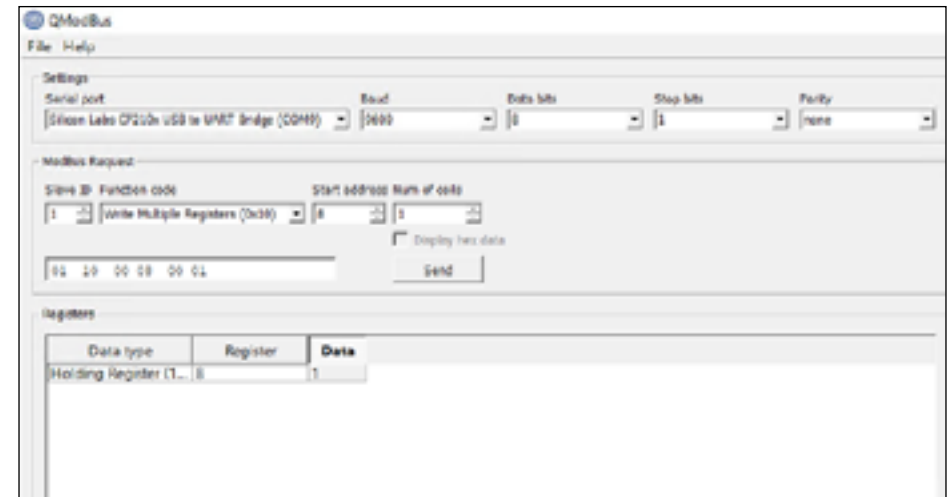 QModBus
File Help
Settings
Serial port Baud Data bits Stop bits Parity
Silicon Labs CP210x USB to UART Bridge (COM9) 9600 8 1 none
ModBus Request
Slave ID Function code Start address Num of coils
1 Write Multiple Registers (0x10) 8 1
Display hex data
01 10 00 08 00 01 Send
Registers
Data type Register Data
Holding Register (1... 8 1